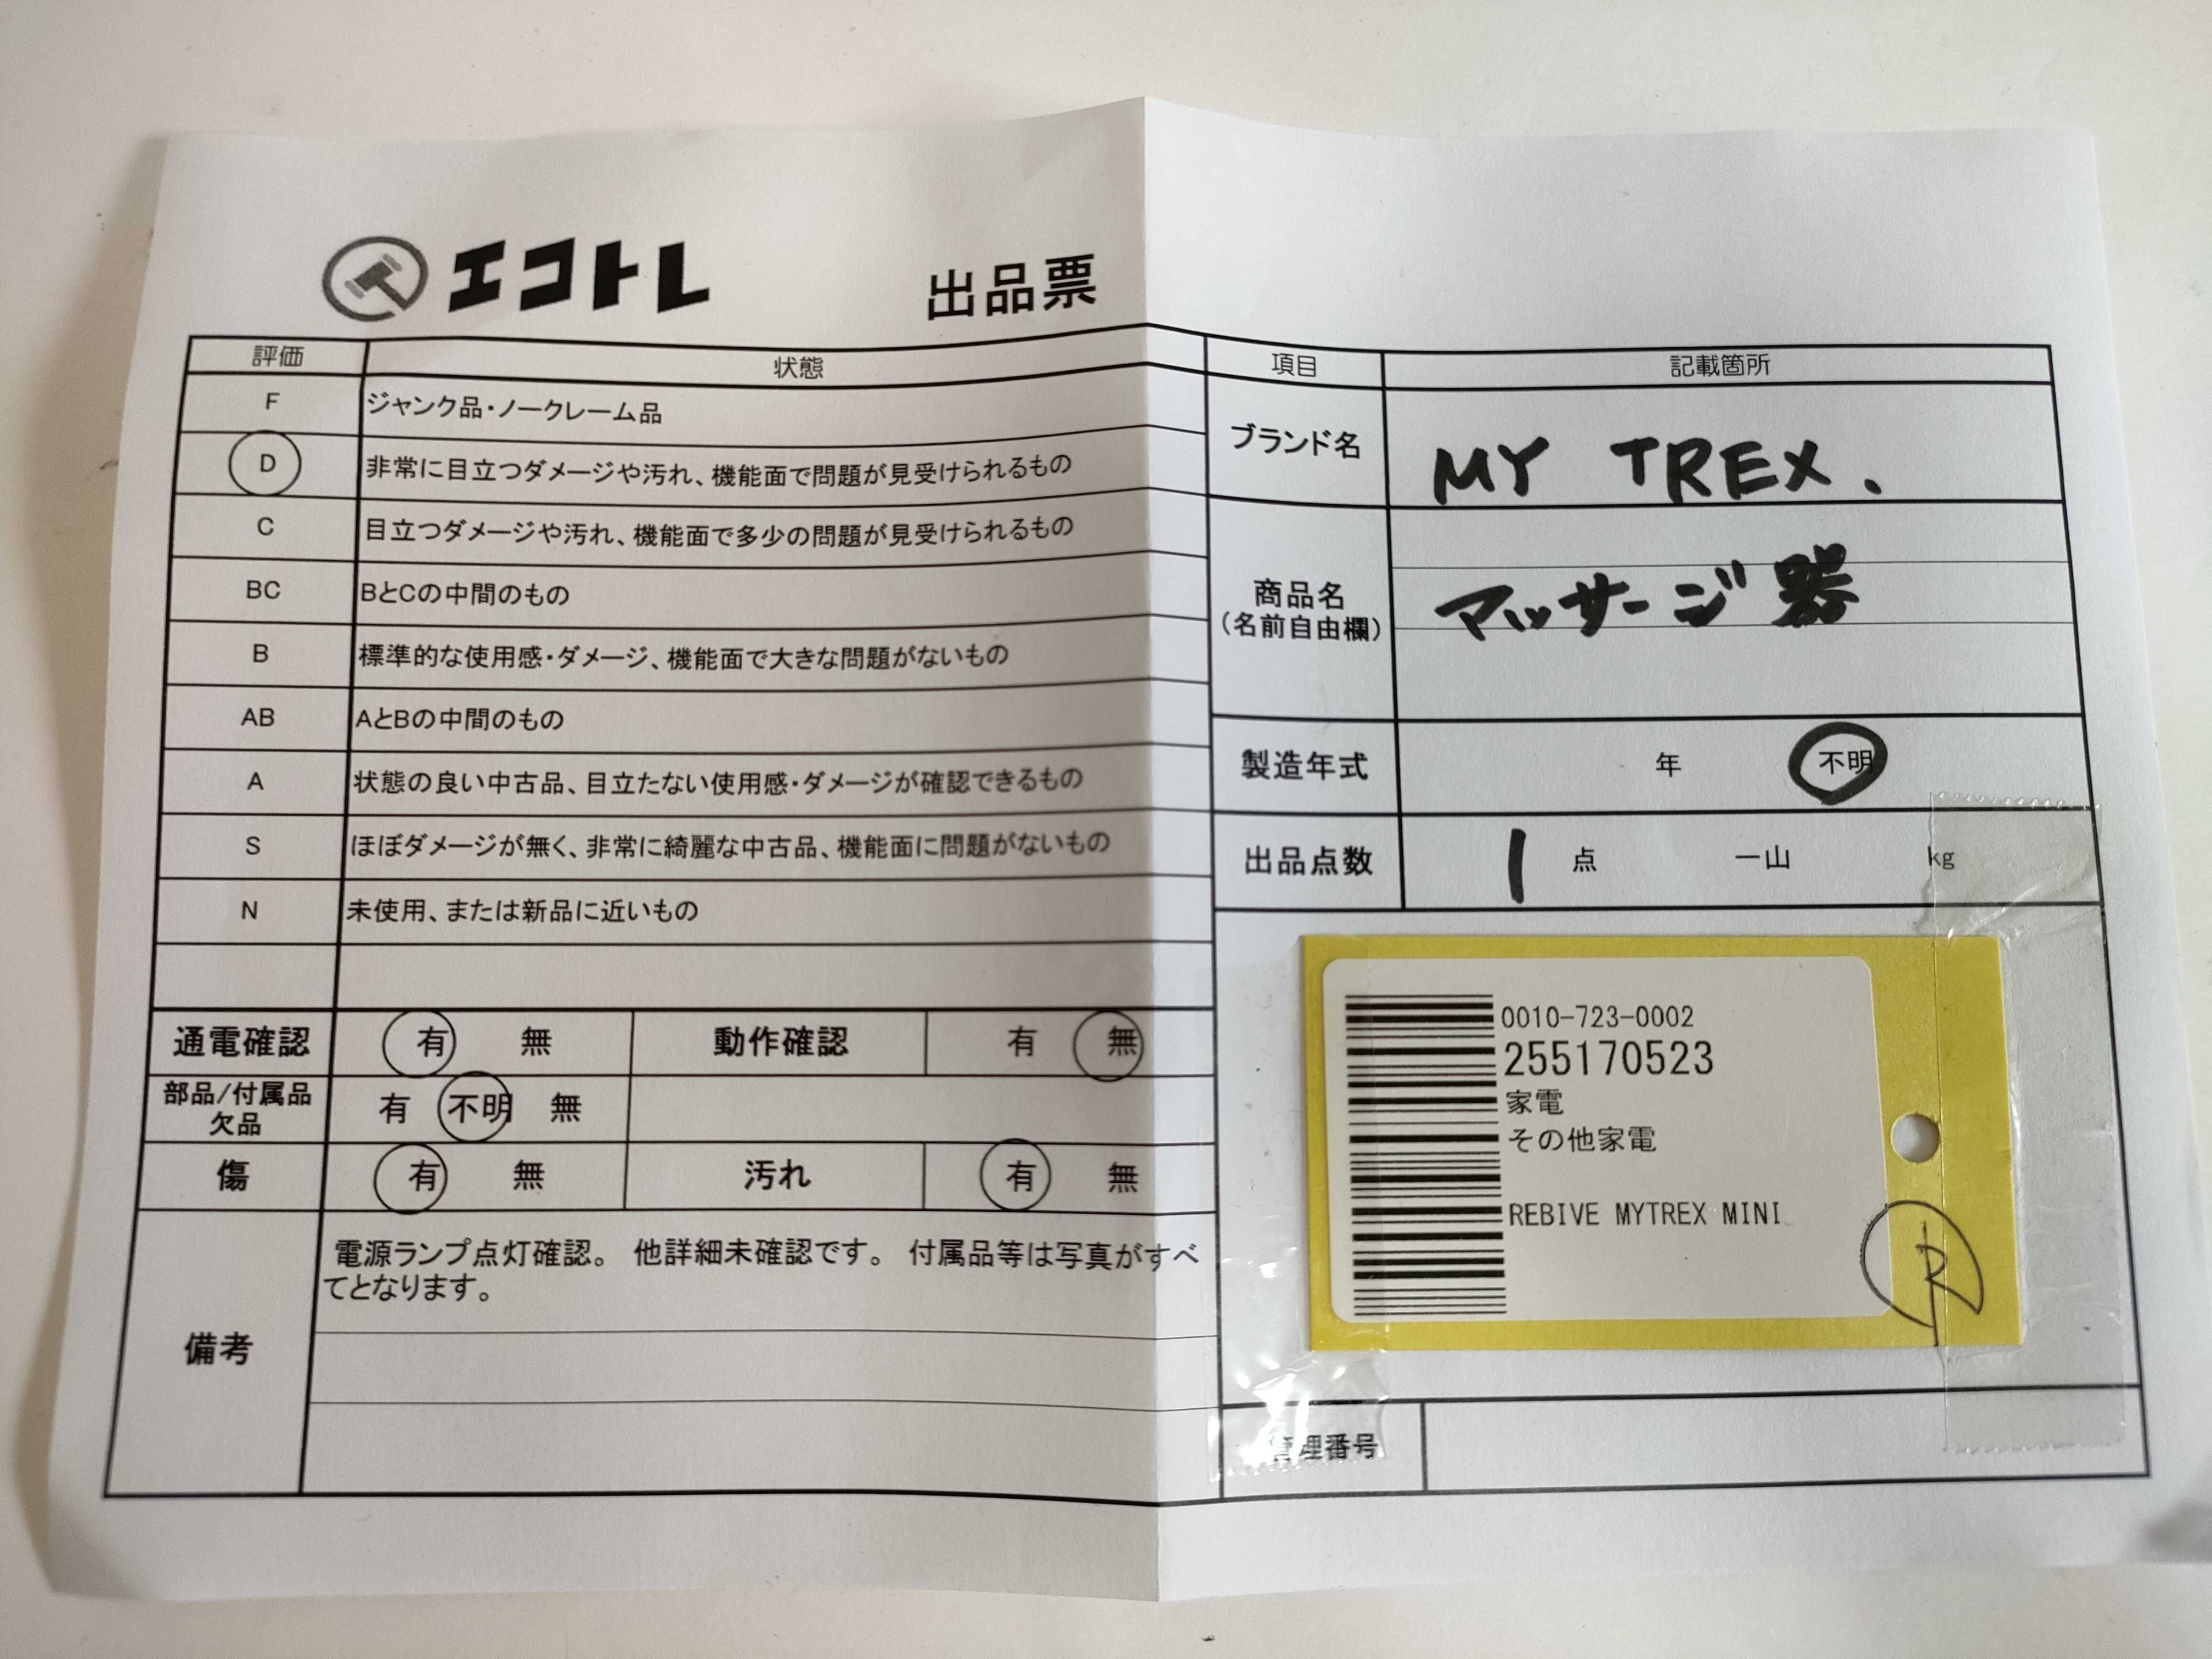 エコトレ 出品票
評価 状態
F ジャンク品・ノークレーム品
D 非常に目立つダメージや汚れ、機能面で問題が見受けられるもの
C 目立つダメージや汚れ、機能面で多少の問題が見受けられるもの
BC BとCの中間のもの
B 標準的な使用感・ダメージ、機能面で大きな問題がないもの
AB AとBの中間のもの
A 状態の良い中古品、目立たない使用感・ダメージが確認できるもの
S ほぼダメージが無く、非常に綺麗な中古品、機能面に問題がないもの
N 未使用、または新品に近いもの
通電確認 有 無 動作確認 有 無
部品/付属品 有 不明 無
欠品
傷 有 無 汚れ 有 無
備考
電源ランプ点灯確認。 他詳細未確認です。 付属品等は写真がすべ
てとなります。
項目 記載箇所
ブランド名 MY TREX.
商品名 マッサージ器
(名前自由欄)
製造年式 年 不明
出品点数 1 点 一山 kg
0010-723-0002
255170523
家電
その他家電
REBIVE MYTREX MINI
R
管理番号